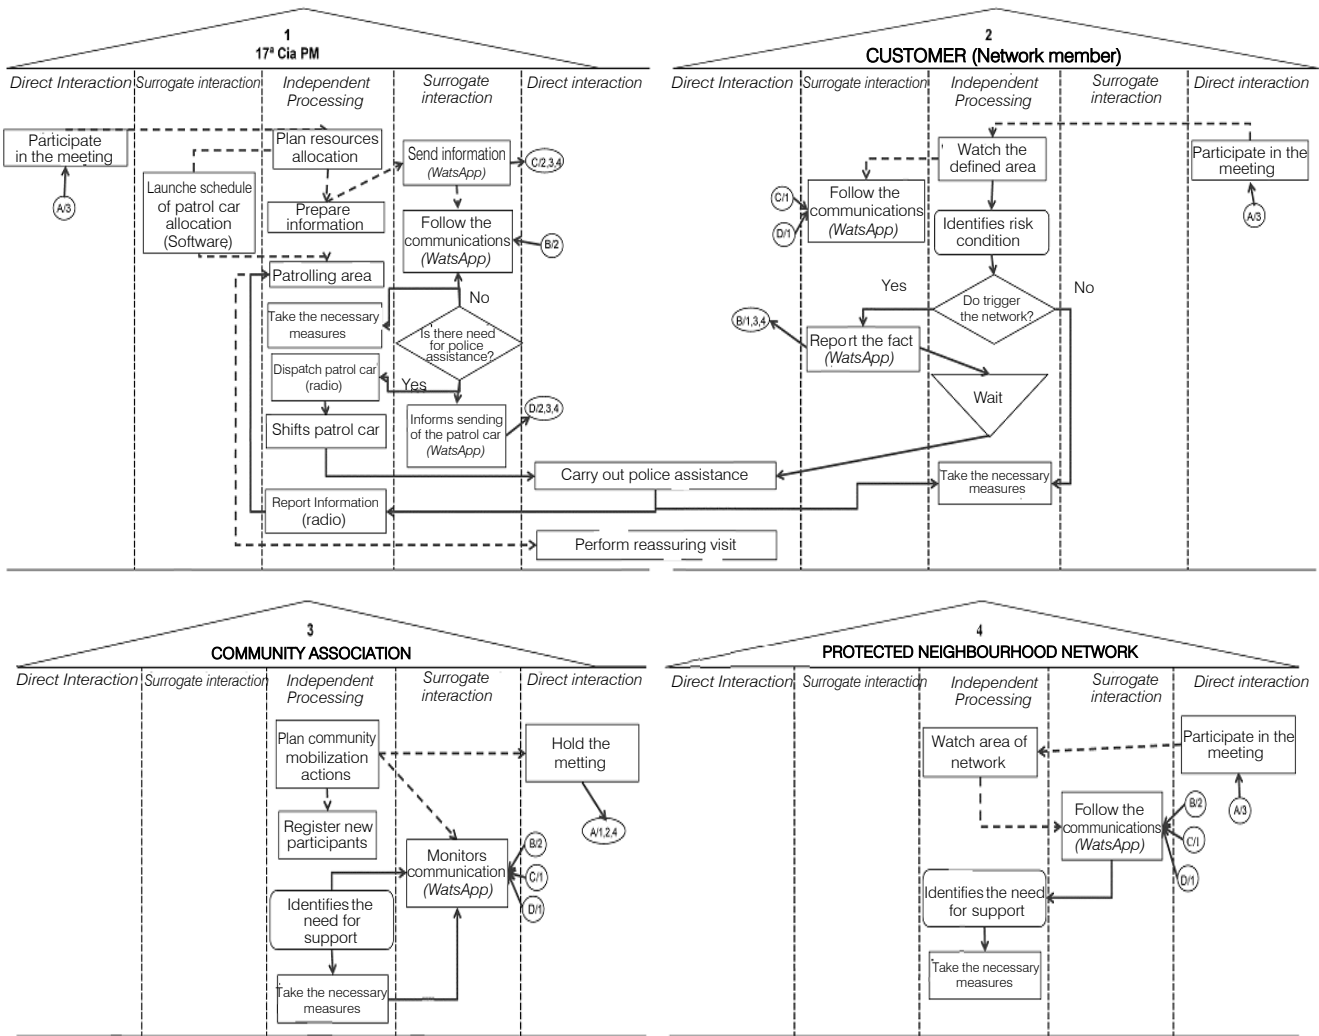 1
17ª Cia PM
Direct Interaction
Surrogate interaction
Independent
Processing
Surrogate
interaction
Direct interaction
Participate
in the meeting
A/3
Launche schedule
of patrol car
allocation
(Software)
Plan resources
allocation
Prepare
information
Patrolling area
Take the necessary
measures
Dispatch patrol car
(radio)
Shifts patrol car
Report Information
(radio)
Send information
(WatsApp)
C/2,3,4
Follow the
communications
(WatsApp)
B/2
No
Is there need
for police
assistance?
Yes
Informs sending
of the patrol car
(WatsApp)
D/2,3,4
Carry out police assistance
Perform reassuring visit
2
CUSTOMER (Network member)
Direct Interaction
Surrogate interaction
Independent
Processing
Surrogate
interaction
Direct interaction
Watch the
defined area
Participate in the
meeting
A/3
Follow the
communications
(WatsApp)
C/1
D/1
Identifies risk
condition
Yes
No
Do trigger
the network?
B/1,3,4
Report the fact
(WatsApp)
Wait
Take the necessary
measures
3
COMMUNITY ASSOCIATION
Direct Interaction
Surrogate interaction
Independent
Processing
Surrogate
interaction
Direct interaction
Plan community
mobilization
actions
Hold the
metting
A/1,2,4
Register new
participants
Monitors
communication
(WatsApp)
B/2
C/1
D/1
Identifies the
need for
support
Take the necessary
measures
4
PROTECTED NEIGHBOURHOOD NETWORK
Direct Interaction
Surrogate interaction
Independent
Processing
Surrogate
interaction
Direct interaction
Watch area of
network
Participate in the
meeting
A/3
Follow the
communications
(WatsApp)
B/2
C/I
D/1
Identifies the need
for support
Take the necessary
measures